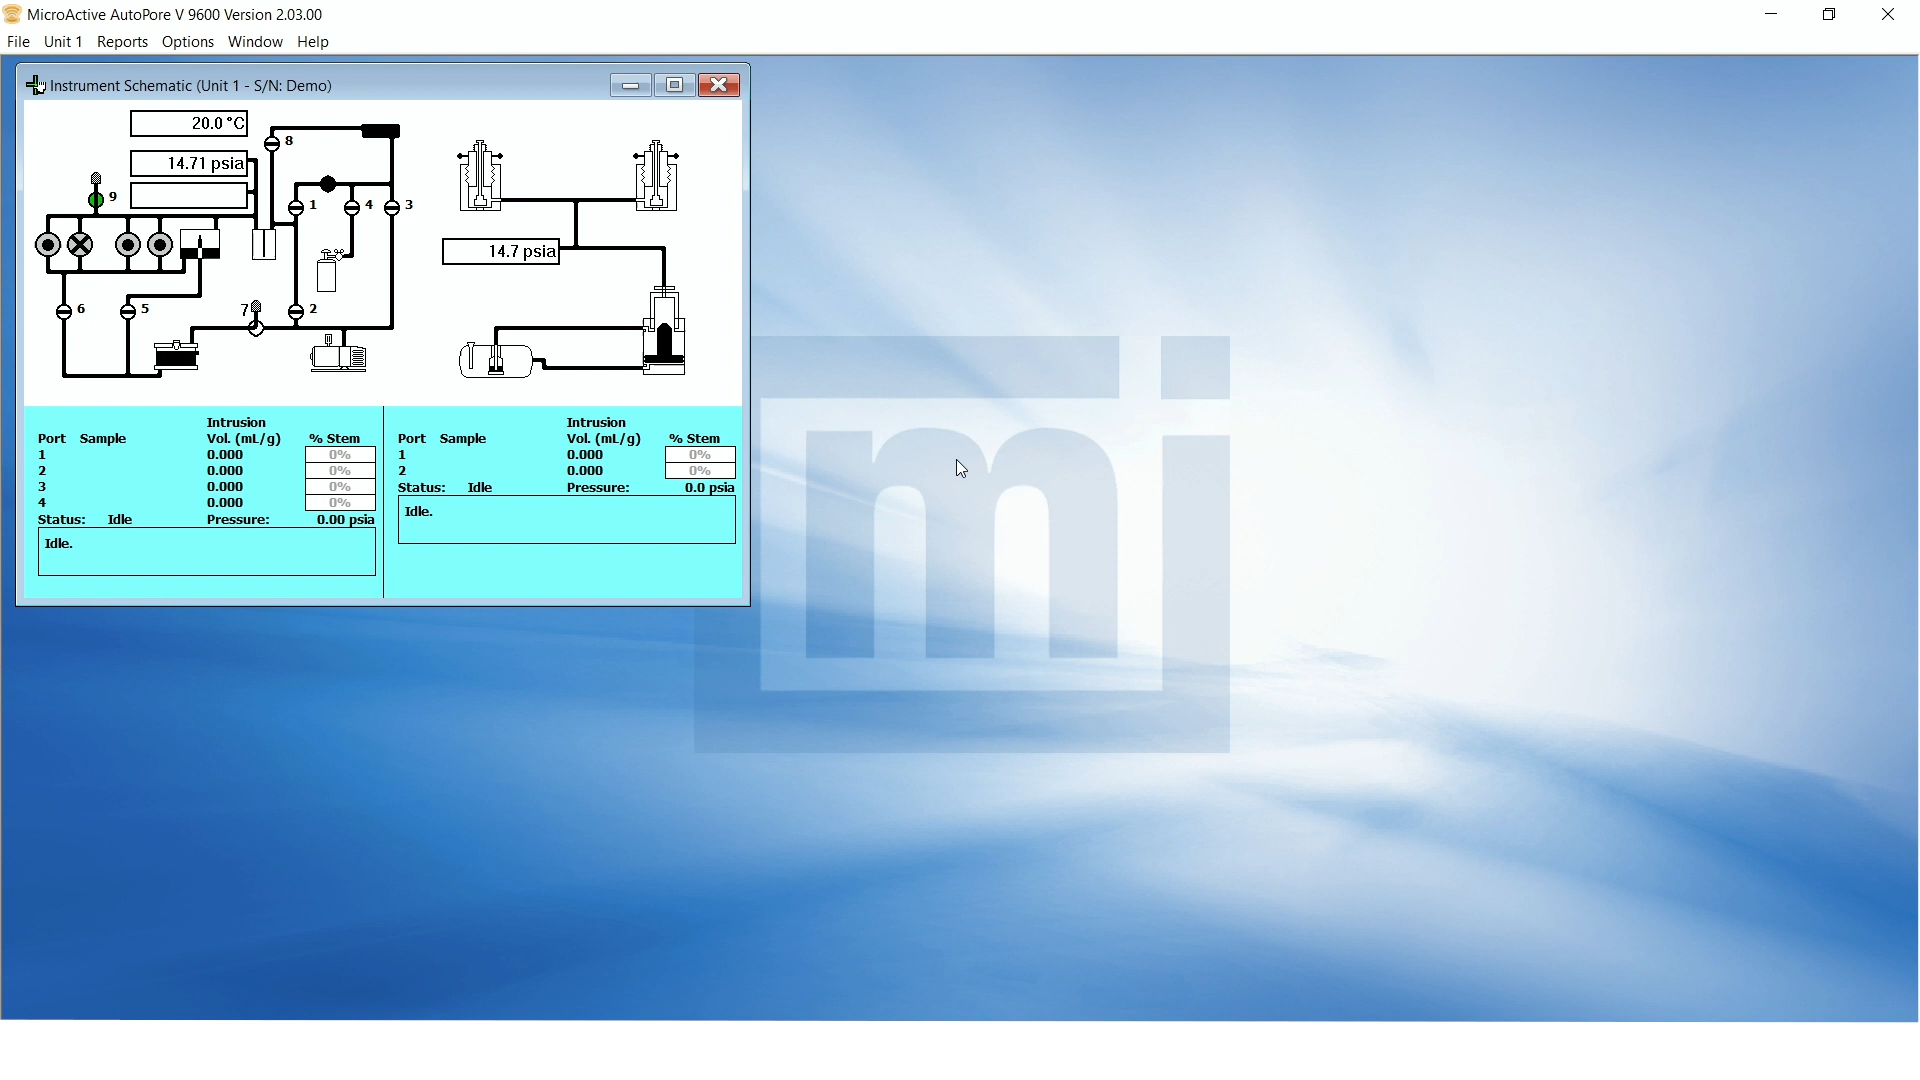 MicroActive AutoPore V 9600 Version 2.03.00
File Unit 1 Reports Options Window Help
Instrument Schematic (Unit 1 - S/N: Demo)
20.0 °C
8
14.71 psia
9
1 4 3
14.7 psia
6 5 7 2
Intrusion
Port Sample Vol. (mL/g) % Stem
1 0.000 0%
2 0.000 0%
3 0.000 0%
4 0.000 0%
Status: Idle Pressure: 0.00 psia
Idle.
Intrusion
Port Sample Vol. (mL/g) % Stem
1 0.000 0%
2 0.000 0%
Status: Idle Pressure: 0.0 psia
Idle.
mi